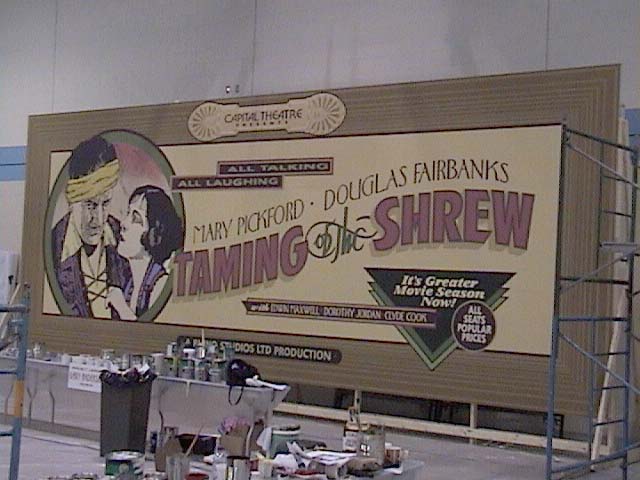 CAPITAL THEATRE
PRESENTS
ALL TALKING
ALL LAUGHING
MARY PICKFORD · DOUGLAS FAIRBANKS
TAMING of The SHREW
with EDWIN MAXWELL · DOROTHY JORDAN · CLYDE COOK
It's Greater
Movie Season
Now!
ALL
SEATS
POPULAR
PRICES
STUDIOS LTD PRODUCTION